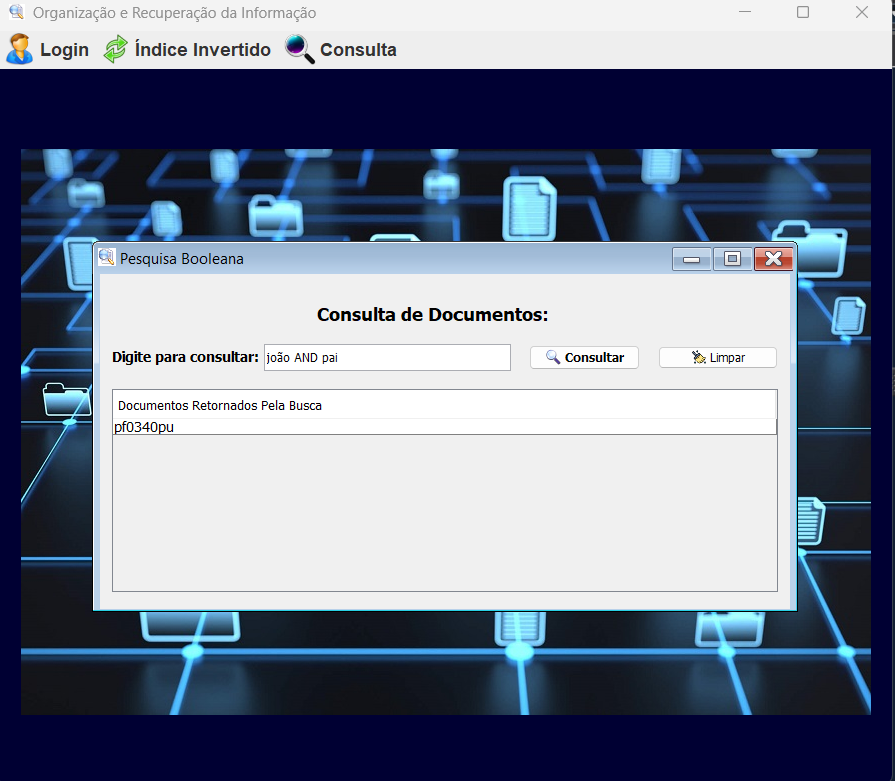 Organização e Recuperação da Informação
Login Índice Invertido Consulta
Pesquisa Booleana
Consulta de Documentos:
Digite para consultar: joão AND pai Consultar Limpar
Documentos Retornados Pela Busca
pf0340pu